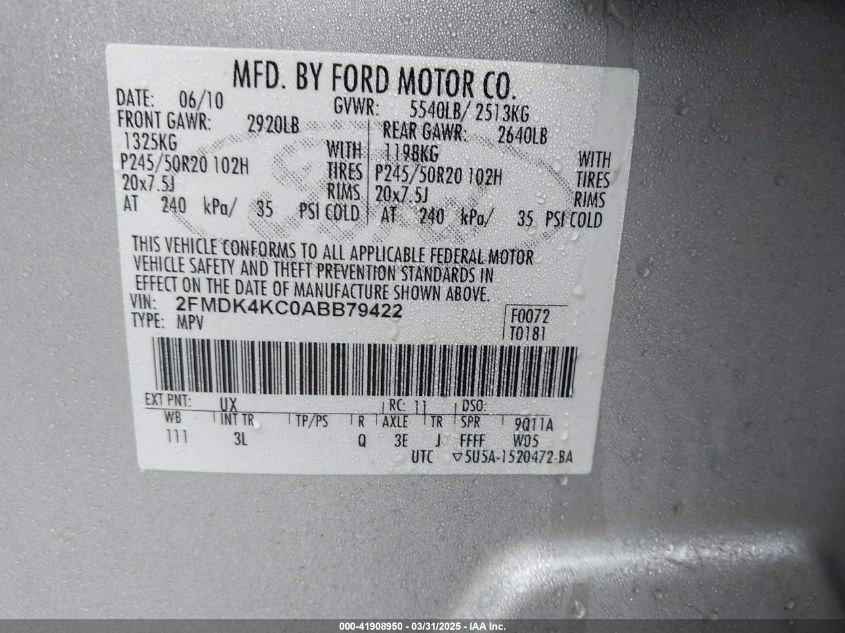 MFD. BY FORD MOTOR CO.
DATE: 06/10 GVWR: 5540LB/ 2513KG
FRONT GAWR: 2920LB REAR GAWR: 2640LB
1325KG WITH 1198KG WITH
P245/50R20 102H TIRES P245/50R20 102H TIRES
20x7.5J RIMS 20x7.5J RIMS
AT 240 kPa/ 35 PSI COLD AT 240 kPa/ 35 PSI COLD
THIS VEHICLE CONFORMS TO ALL APPLICABLE FEDERAL MOTOR
VEHICLE SAFETY AND THEFT PREVENTION STANDARDS IN
EFFECT ON THE DATE OF MANUFACTURE SHOWN ABOVE.
VIN: 2FMDK4KC0ABB79422 F0072
TYPE: MPV T0181
EXT PNT: UX RC: 11 DSO:
WB INT TR TP/PS R AXLE TR SPR 9Q11A
111 3L Q 3E J FFFF W05
UTC ▽5U5A-1520472-BA
000-41908950 - 03/31/2025 - IAA Inc.